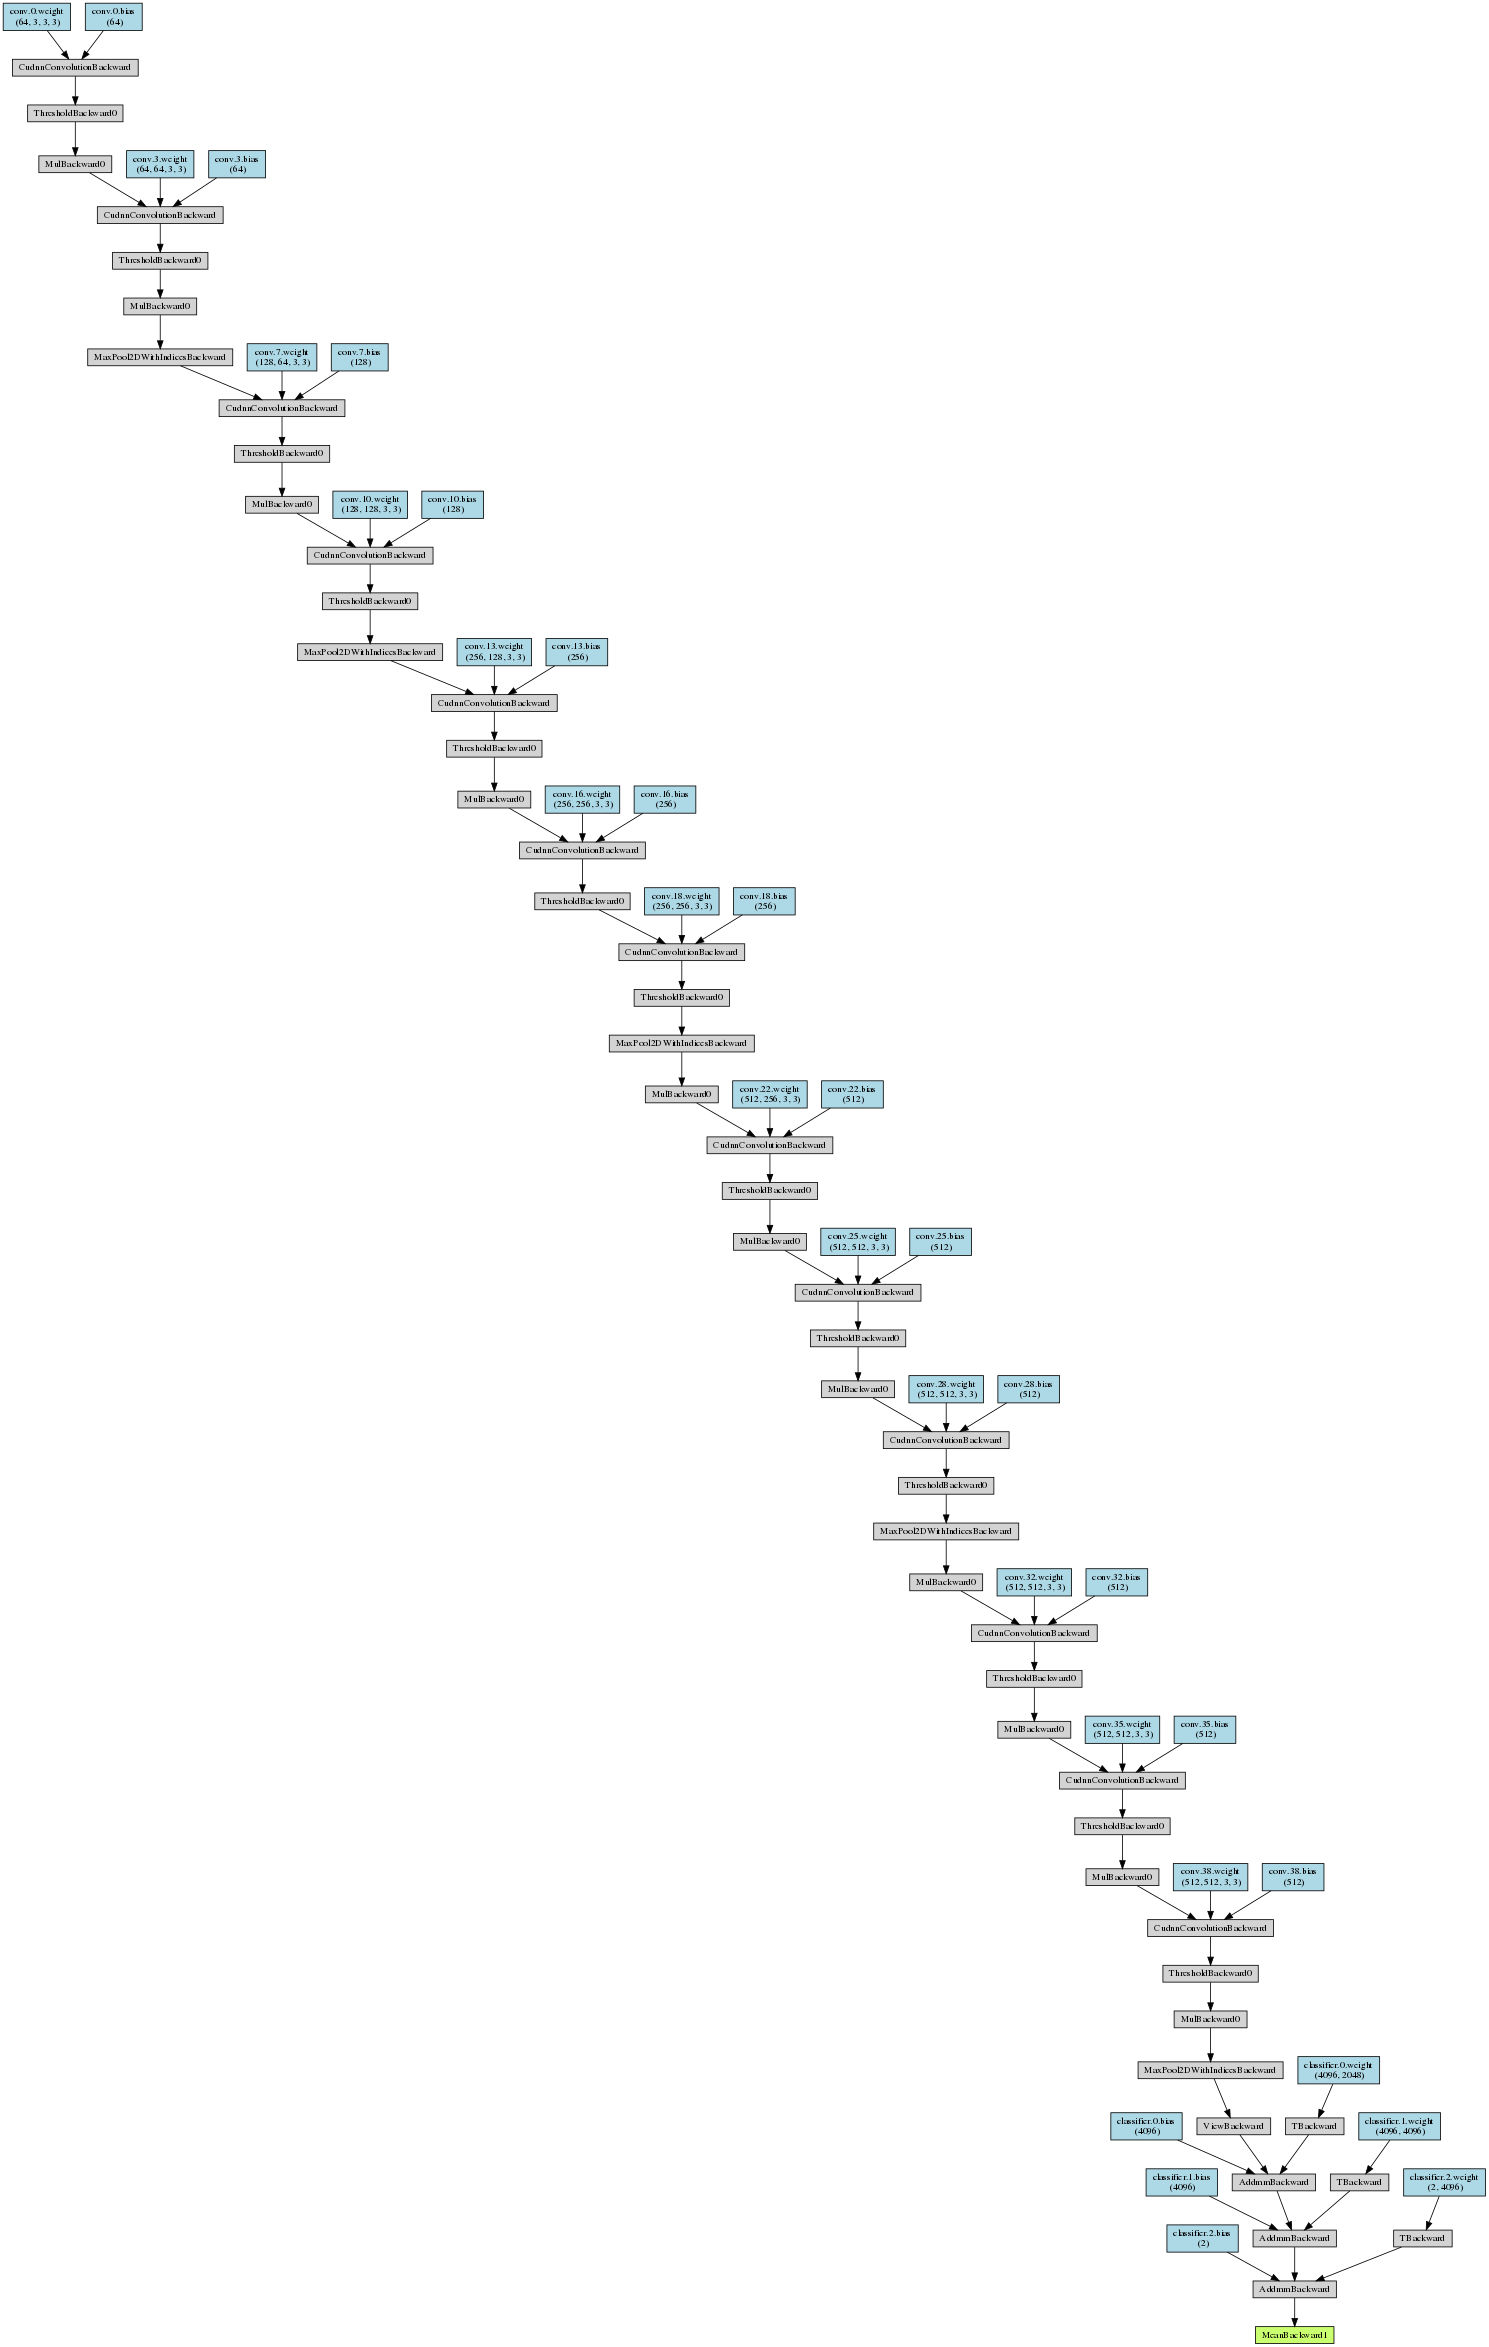 conv.0.weight
(64, 3, 3, 3)
conv.0.bias
(64)
CudnnConvolutionBackward
ThresholdBackward0
MulBackward0
conv.3.weight
(64, 64, 3, 3)
conv.3.bias
(64)
CudnnConvolutionBackward
ThresholdBackward0
MulBackward0
MaxPool2DWithIndicesBackward
conv.7.weight
(128, 64, 3, 3)
conv.7.bias
(128)
CudnnConvolutionBackward
ThresholdBackward0
MulBackward0
conv.10.weight
(128, 128, 3, 3)
conv.10.bias
(128)
CudnnConvolutionBackward
ThresholdBackward0
MaxPool2DWithIndicesBackward
conv.13.weight
(256, 128, 3, 3)
conv.13.bias
(256)
CudnnConvolutionBackward
ThresholdBackward0
MulBackward0
conv.16.weight
(256, 256, 3, 3)
conv.16.bias
(256)
CudnnConvolutionBackward
ThresholdBackward0
conv.18.weight
(256, 256, 3, 3)
conv.18.bias
(256)
CudnnConvolutionBackward
ThresholdBackward0
MaxPool2DWithIndicesBackward
MulBackward0
conv.22.weight
(512, 256, 3, 3)
conv.22.bias
(512)
CudnnConvolutionBackward
ThresholdBackward0
MulBackward0
conv.25.weight
(512, 512, 3, 3)
conv.25.bias
(512)
CudnnConvolutionBackward
ThresholdBackward0
MulBackward0
conv.28.weight
(512, 512, 3, 3)
conv.28.bias
(512)
CudnnConvolutionBackward
ThresholdBackward0
MaxPool2DWithIndicesBackward
MulBackward0
conv.32.weight
(512, 512, 3, 3)
conv.32.bias
(512)
CudnnConvolutionBackward
ThresholdBackward0
MulBackward0
conv.35.weight
(512, 512, 3, 3)
conv.35.bias
(512)
CudnnConvolutionBackward
ThresholdBackward0
MulBackward0
conv.38.weight
(512, 512, 3, 3)
conv.38.bias
(512)
CudnnConvolutionBackward
ThresholdBackward0
MulBackward0
MaxPool2DWithIndicesBackward
classifier.0.weight
(4096, 2048)
classifier.0.bias
(4096)
ViewBackward
TBackward
classifier.1.weight
(4096, 4096)
classifier.1.bias
(4096)
AddmmBackward
TBackward
classifier.2.weight
(2, 4096)
classifier.2.bias
(2)
AddmmBackward
TBackward
AddmmBackward
MeanBackward1